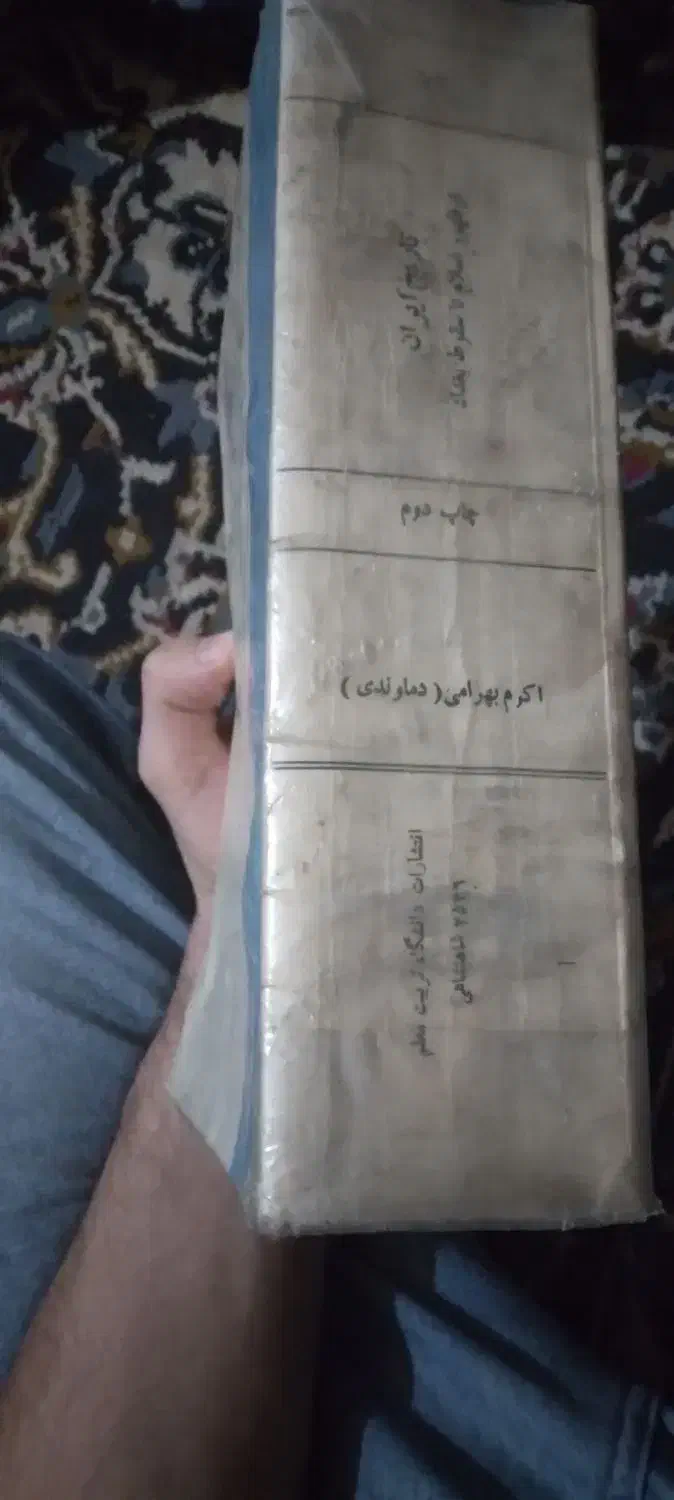 تاریخ ایران
از ظهور اسلام تا سقوط بغداد
چاپ دوم
اکرم بهرامی ( دماوندی )
انتشارات دانشگاه تربیت معلم
۲۵۳۶ شاهنشاهی